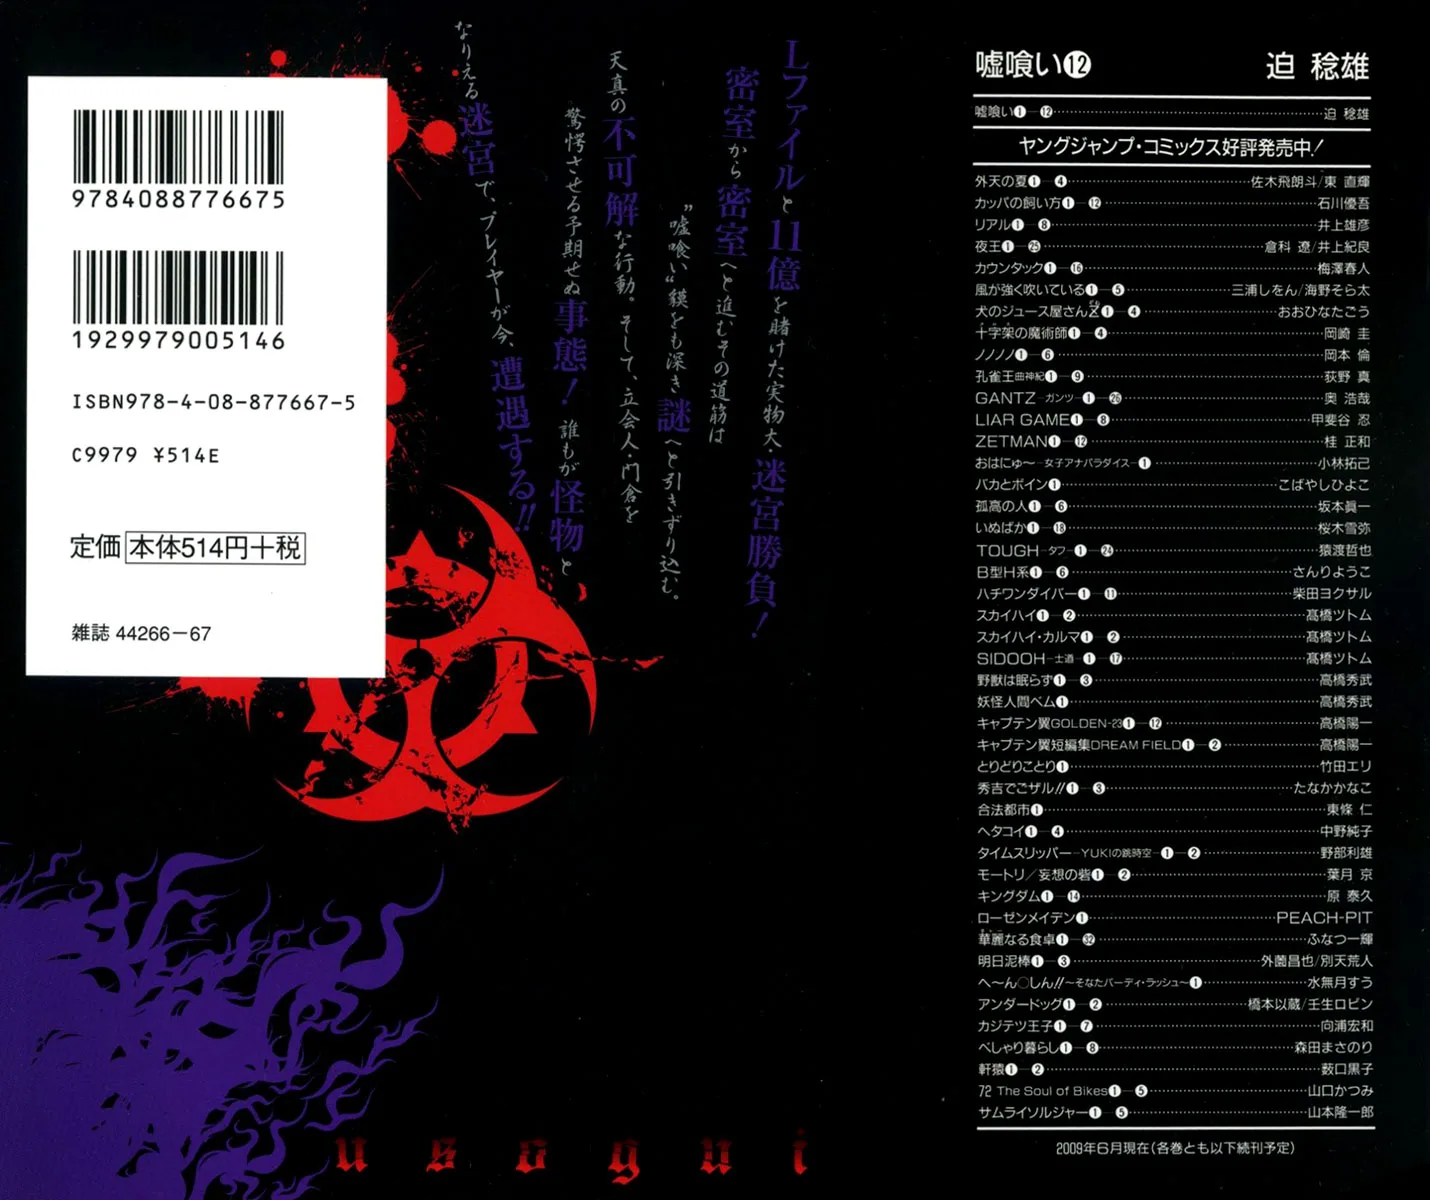 9784088776675
1929979005146
ISBN978-4-08-877667-5
C9979 ¥514E
定価 本体514円+税
雑誌 44266-67
Lファイルと11億を賭けた実物大・迷宮勝負!
密室から密室へと進むその道筋は
"嘘喰い"貘をも深き謎へと引きずり込む。
天真の不可解な行動。そして、立会人・門倉を
驚愕させる予期せぬ事態! 誰もが怪物と
なりえる迷宮で、プレイヤーが今、遭遇する!!
usogui
嘘喰い⑫ 迫 稔雄
嘘喰い①-⑫ 迫 稔雄
ヤングジャンプ・コミックス好評発売中!
外天の夏①-④ 佐木飛朗斗/東 直輝
カッパの飼い方①-⑫ 石川優吾
リアル①-⑧ 井上雄彦
夜王①-㉕ 倉科 遼/井上紀良
カウンタック①-⑯ 梅澤春人
風が強く吹いている①-⑤ 三浦しをん/海野そら太
犬のジュース屋さんZ①-④ おおひなたごう
十字架の魔術師①-④ 岡崎 圭
ノノノノ①-⑥ 岡本 倫
孔雀王曲神紀①-⑨ 荻野 真
GANTZ-ガンツ-①-㉖ 奥 浩哉
LIAR GAME①-⑧ 甲斐谷 忍
ZETMAN①-⑫ 桂 正和
おはにゅ〜-女子アナパラダイス-① 小林拓己
バカとボイン① こばやしひよこ
孤高の人①-⑥ 坂本眞一
いぬばか①-⑱ 桜木雪弥
TOUGH-タフ-①-㉔ 猿渡哲也
B型H系①-⑥ さんりようこ
ハチワンダイバー①-⑪ 柴田ヨクサル
スカイハイ①-② 髙橋ツトム
スカイハイ・カルマ①-② 髙橋ツトム
SIDOOH-士道-①-⑰ 髙橋ツトム
野獣は眠らず①-③ 高橋秀武
妖怪人間ベム① 高橋秀武
キャプテン翼GOLDEN-23①-⑫ 高橋陽一
キャプテン翼短編集DREAM FIELD①-② 高橋陽一
とりどりことり① 竹田エリ
秀吉でごザル!!①-③ たなかかなこ
合法都市① 東條 仁
ヘタコイ①-④ 中野純子
タイムスリッパー-YUKIの跳時空-①-② 野部利雄
モートリ/妄想の砦①-② 葉月 京
キングダム①-⑭ 原 泰久
ローゼンメイデン① PEACH-PIT
華麗なる食卓①-㉜ ふなつ一輝
明日泥棒①-③ 外薗昌也/別天荒人
へ〜ん○しん!!〜そなたバーディ・ラッシュ〜① 水無月すう
アンダードッグ①-② 橋本以蔵/壬生ロビン
カジテツ王子①-⑦ 向浦宏和
べしゃり暮らし①-⑧ 森田まさのり
軒猿①-② 薮口黒子
72 The Soul of Bikes①-⑤ 山口かつみ
サムライソルジャー①-⑤ 山本隆一郎
2009年6月現在(各巻とも以下続刊予定)